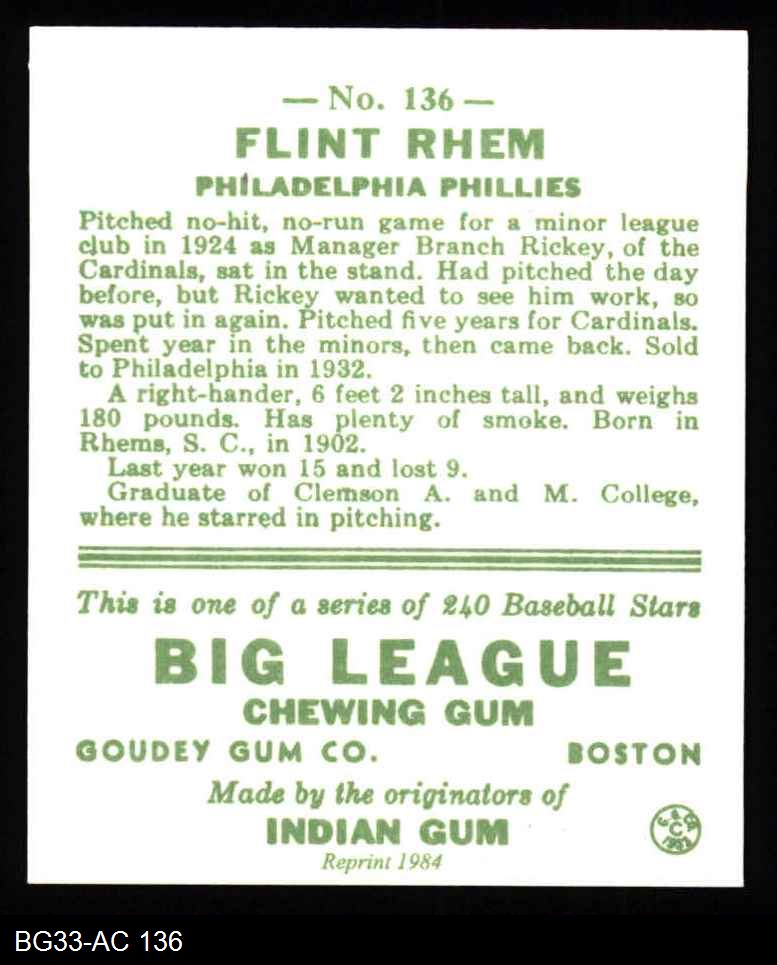 — No. 136 —
FLINT RHEM
PHILADELPHIA PHILLIES
Pitched no-hit, no-run game for a minor league
club in 1924 as Manager Branch Rickey, of the
Cardinals, sat in the stand. Had pitched the day
before, but Rickey wanted to see him work, so
was put in again. Pitched five years for Cardinals.
Spent year in the minors, then came back. Sold
to Philadelphia in 1932.
A right-hander, 6 feet 2 inches tall, and weighs
180 pounds. Has plenty of smoke. Born in
Rhems, S. C., in 1902.
Last year won 15 and lost 9.
Graduate of Clemson A. and M. College,
where he starred in pitching.
This is one of a series of 240 Baseball Stars
BIG LEAGUE
CHEWING GUM
GOUDEY GUM CO. BOSTON
Made by the originators of
INDIAN GUM
Reprint 1984
C
BG33-AC 136